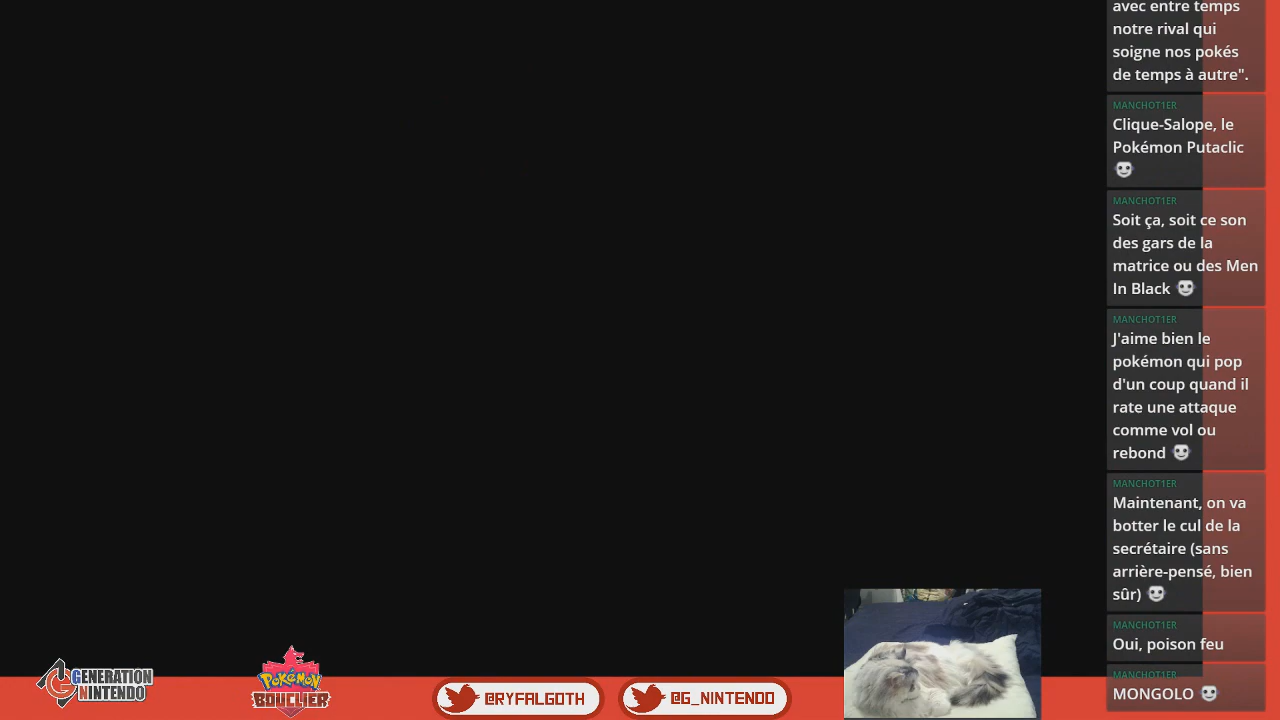 avec entre temps
notre rival qui
soigne nos pokés
de temps à autre".
MANCHOT1ER
Clique-Salope, le
Pokémon Putaclic
MANCHOT1ER
Soit ça, soit ce son
des gars de la
matrice ou des Men
In Black
MANCHOT1ER
J'aime bien le
pokémon qui pop
d'un coup quand il
rate une attaque
comme vol ou
rebond
MANCHOT1ER
Maintenant, on va
botter le cul de la
secrétaire (sans
arrière-pensé, bien
sûr)
MANCHOT1ER
Oui, poison feu
MANCHOT1ER
MONGOLO
GENERATION
NINTENDO
POKéMON
BOUCLIER
@RYFALGOTH
@G_NINTENDO